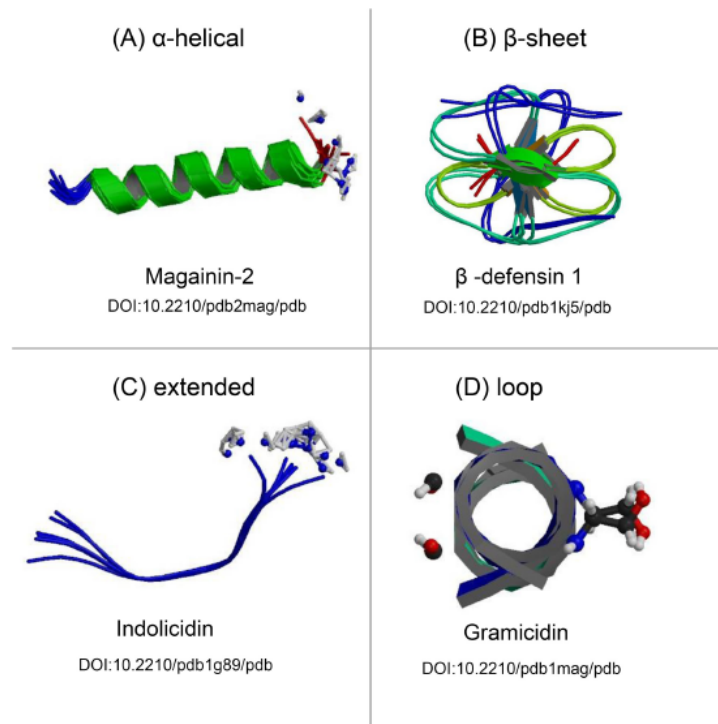 (A) α-helical
Magainin-2
DOI:10.2210/pdb2mag/pdb
(B) β-sheet
β -defensin 1
DOI:10.2210/pdb1kj5/pdb
(C) extended
Indolicidin
DOI:10.2210/pdb1g89/pdb
(D) loop
Gramicidin
DOI:10.2210/pdb1mag/pdb